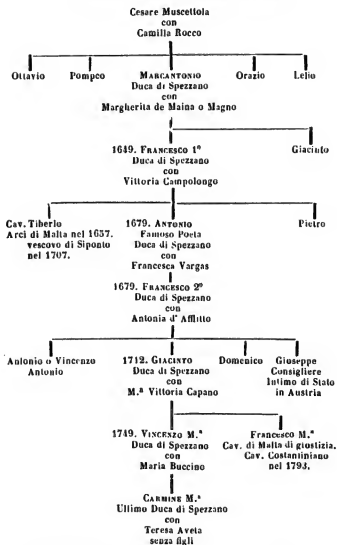 Cesare Muscettola
con
Camilla Rocco
Ottavio Pompeo MARCANTONIO Orazio Lelio
Duca di Spezzano
con
Margherita de Maina o Magno
1649. FRANCESCO 1º Giacinto
Duca di Spezzano
con
Vittoria Campolongo
Cav. Tiberio 1679. ANTONIO Pietro
Arci di Malta nel 1657. Famoso Poeta
vescovo di Siponto Duca di Spezzano
nel 1707. con
Francesca Vargas
1679. FRANCESCO 2º
Duca di Spezzano
con
Antonia d' Afflitto
Antonio o Vincenzo 1712. GIACINTO Domenico Giuseppe
Antonio Duca di Spezzano Consigliere
con Intimo di Stato
M.ª Vittoria Capano in Austria
1749. VINCENZO M.ª Francesco M.ª
Duca di Spezzano Cav. di Malta di giustizia.
con Cav. Costantiniano
Maria Buccino nel 1793.
CARMINE M.ª
Ultimo Duca di Spezzano
con
Teresa Aveta
senza figli